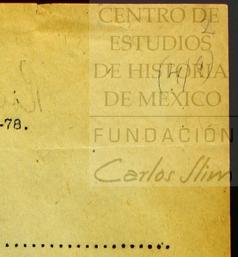 CENTRO DE
ESTUDIOS
DE HISTORIA
DE MÉXICO
FUNDACIÓN
Carlos Slim
-78.
....................